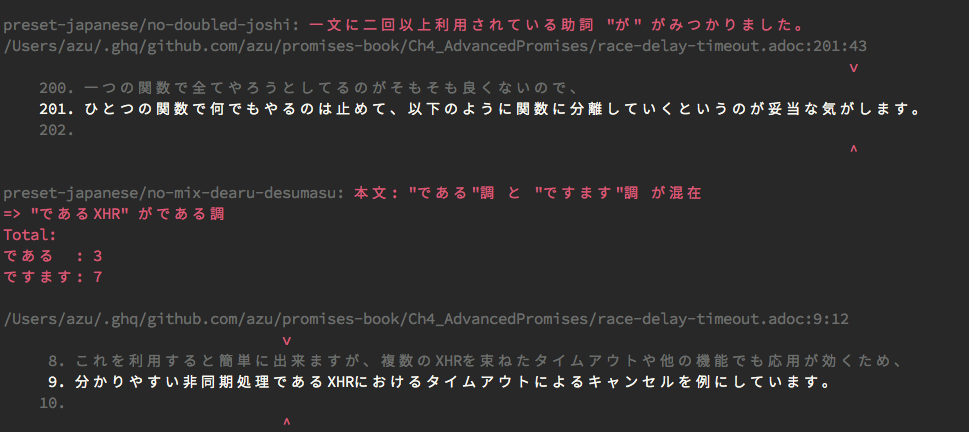 preset-japanese/no-doubled-joshi: 一文に二回以上利用されている助詞 "が" がみつかりました。
/Users/azu/.ghq/github.com/azu/promises-book/Ch4_AdvancedPromises/race-delay-timeout.adoc:201:43
v
200. 一つの関数で全てやろうとしてるのがそもそも良くないので、
201. ひとつの関数で何でもやるのは止めて、以下のように関数に分離していくというのが妥当な気がします。
202.
^
preset-japanese/no-mix-dearu-desumasu: 本文: "である"調 と "ですます"調 が混在
=> "であるXHR" がである調
Total:
である  : 3
ですます: 7
/Users/azu/.ghq/github.com/azu/promises-book/Ch4_AdvancedPromises/race-delay-timeout.adoc:9:12
v
8. これを利用すると簡単に出来ますが、複数のXHRを束ねたタイムアウトや他の機能でも応用が効くため、
9. 分かりやすい非同期処理であるXHRにおけるタイムアウトによるキャンセルを例にしています。
10.
^